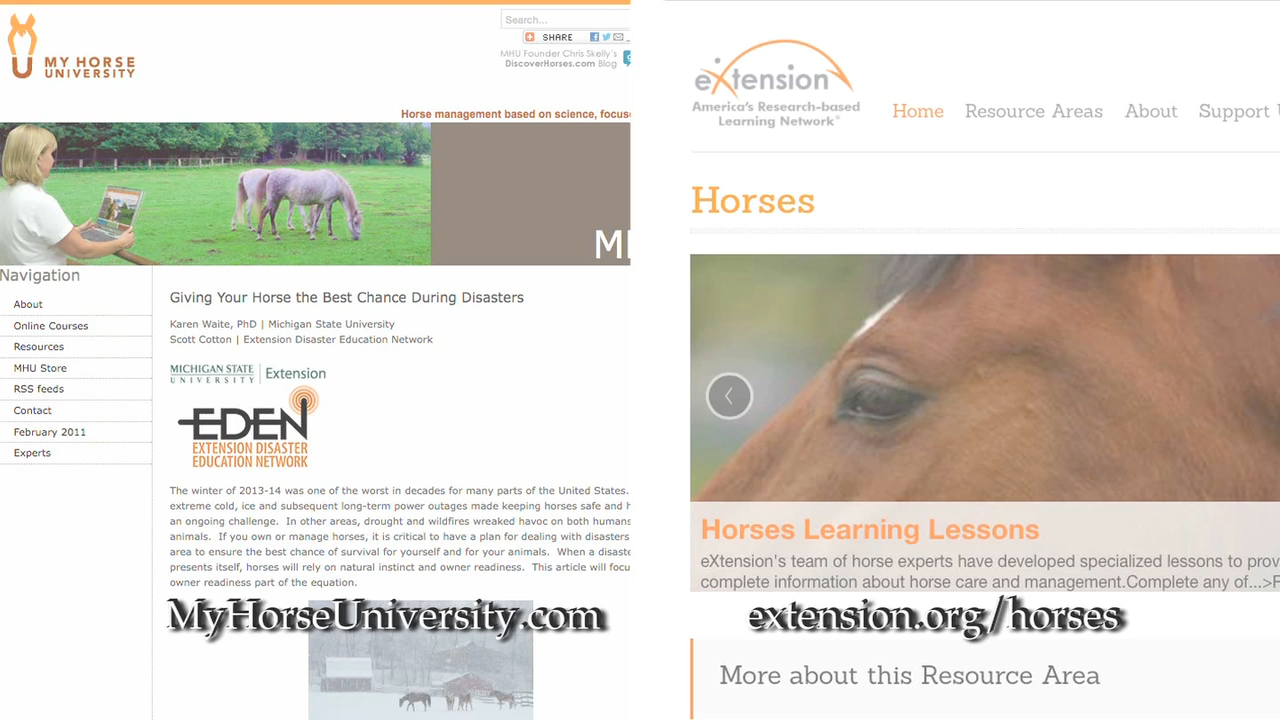 MY HORSE
UNIVERSITY
Search...
SHARE
MHU Founder Chris Skelly's
DiscoverHorses.com Blog
Horse management based on science, focuse
Navigation
About
Online Courses
Resources
MHU Store
RSS feeds
Contact
February 2011
Experts
Giving Your Horse the Best Chance During Disasters
Karen Waite, PhD | Michigan State University
Scott Cotton | Extension Disaster Education Network
MICHIGAN STATE
UNIVERSITY | Extension
EDEN
EXTENSION DISASTER
EDUCATION NETWORK
The winter of 2013-14 was one of the worst in decades for many parts of the United States.
extreme cold, ice and subsequent long-term power outages made keeping horses safe and h
an ongoing challenge. In other areas, drought and wildfires wreaked havoc on both humans
animals. If you own or manage horses, it is critical to have a plan for dealing with disasters
area to ensure the best chance of survival for yourself and for your animals. When a disaste
presents itself, horses will rely on natural instinct and owner readiness. This article will focu
owner readiness part of the equation.
MyHorseUniversity.com
eXtension
America's Research-based
Learning Network®
Home Resource Areas About Support
Horses
Horses Learning Lessons
eXtension's team of horse experts have developed specialized lessons to prov
complete information about horse care and management.Complete any of...>F
extension.org/horses
More about this Resource Area